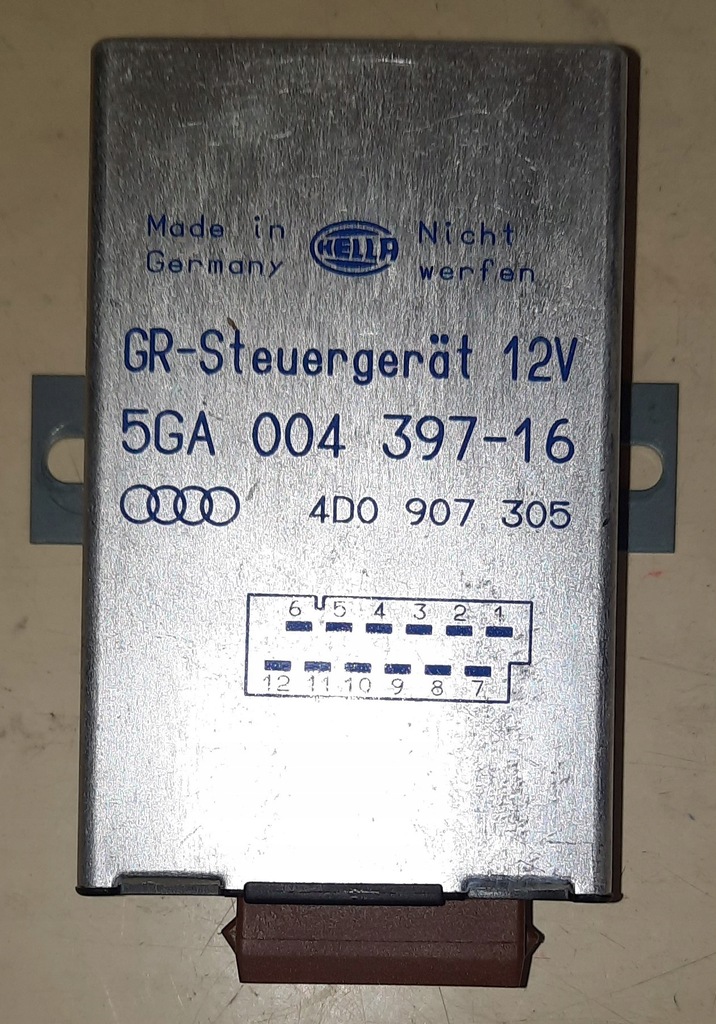 Made in HELLA Nicht
Germany werfen
GR-Steuergerät 12V
5GA 004 397-16
4D0 907 305
6 5 4 3 2 1
12 11 10 9 8 7